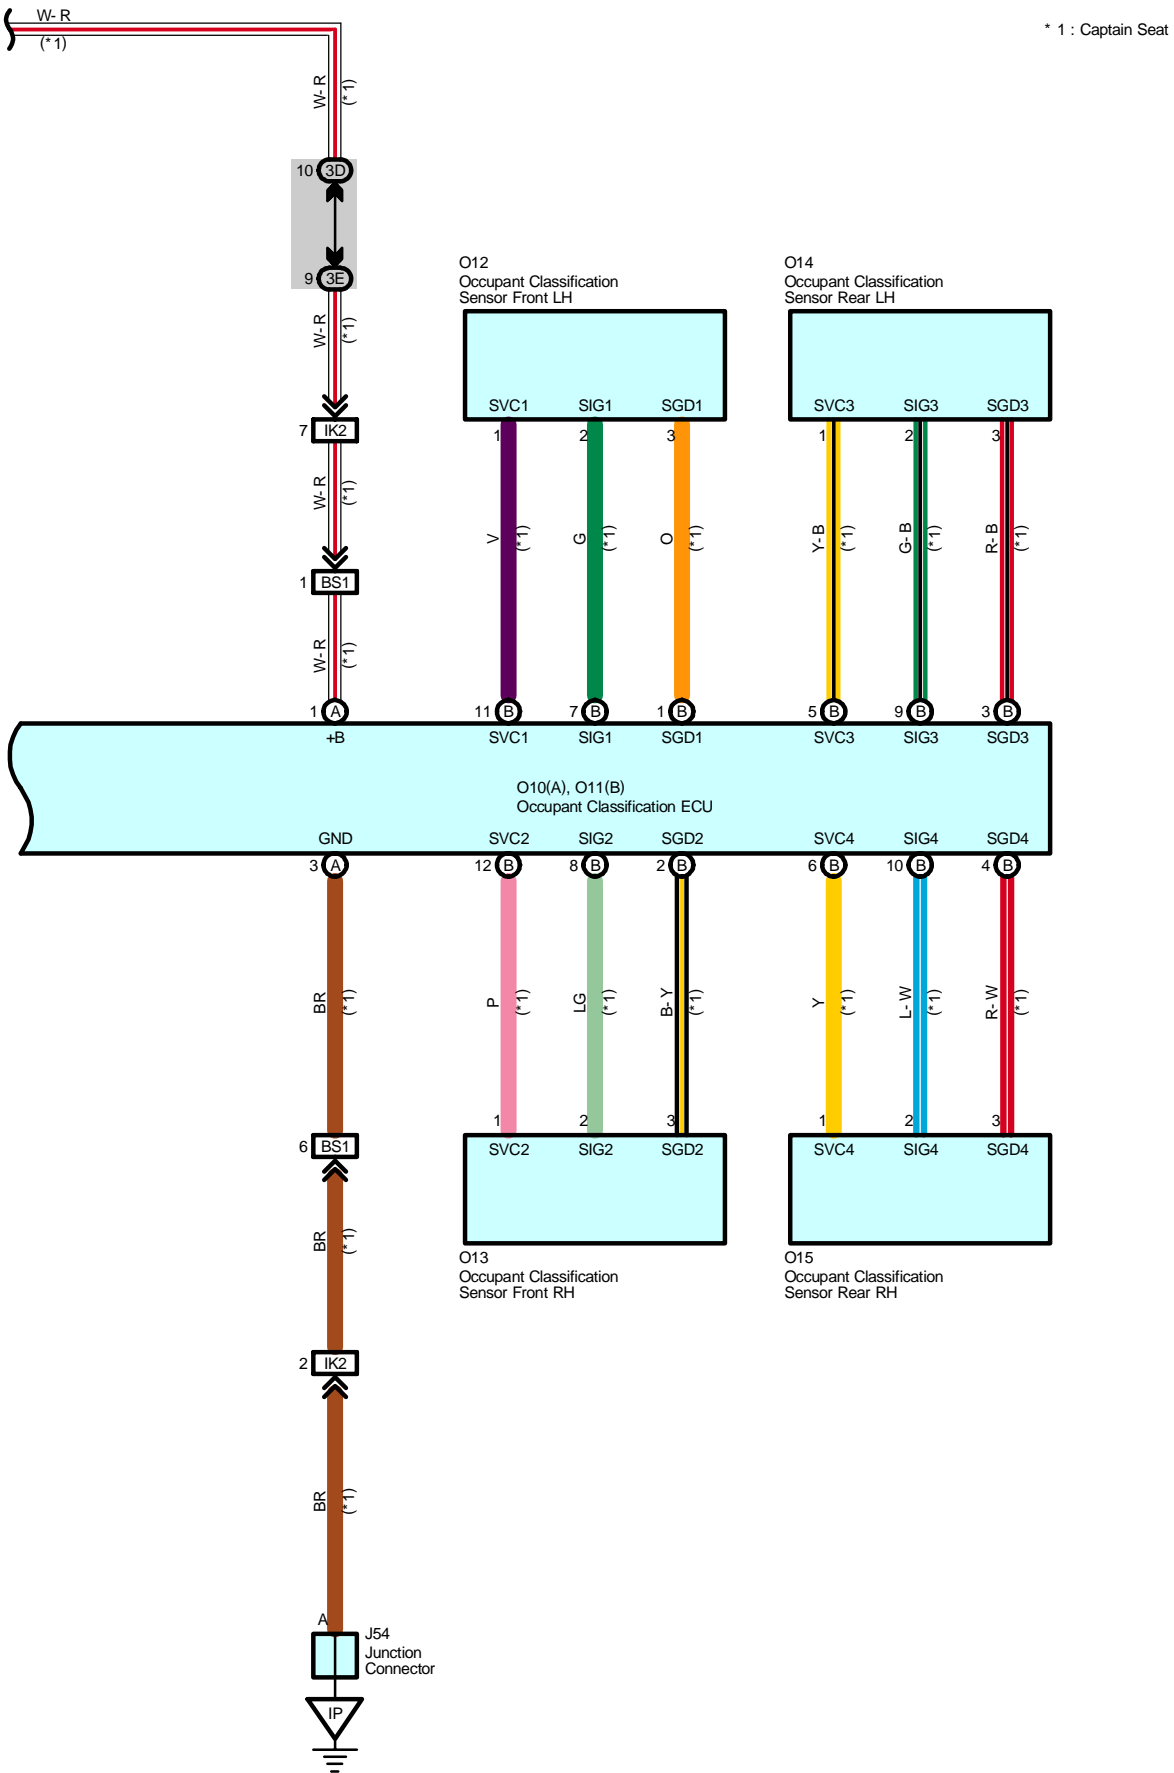 W- R
(* 1)
* 1 : Captain Seat
W- R
(* 1)
10 3D
9 3E
W- R
(* 1)
7 IK2
W- R
(* 1)
1 BS1
W- R
(* 1)
O12
Occupant Classification
Sensor Front LH
SVC1 SIG1 SGD1
1 2 3
V
(* 1)
G
(* 1)
O
(* 1)
O14
Occupant Classification
Sensor Rear LH
SVC3 SIG3 SGD3
1 2 3
Y- B
(* 1)
G- B
(* 1)
R- B
(* 1)
1 A 11 B 7 B 1 B 5 B 9 B 3 B
+B SVC1 SIG1 SGD1 SVC3 SIG3 SGD3
O10(A), O11(B)
Occupant Classification ECU
GND SVC2 SIG2 SGD2 SVC4 SIG4 SGD4
3 A 12 B 8 B 2 B 6 B 10 B 4 B
BR
(* 1)
P
(* 1)
LG
(* 1)
B- Y
(* 1)
Y
(* 1)
L- W
(* 1)
R- W
(* 1)
1 2 3
SVC2 SIG2 SGD2
O13
Occupant Classification
Sensor Front RH
1 2 3
SVC4 SIG4 SGD4
O15
Occupant Classification
Sensor Rear RH
6 BS1
BR
(* 1)
2 IK2
BR
(* 1)
A
J54
Junction
Connector
IP